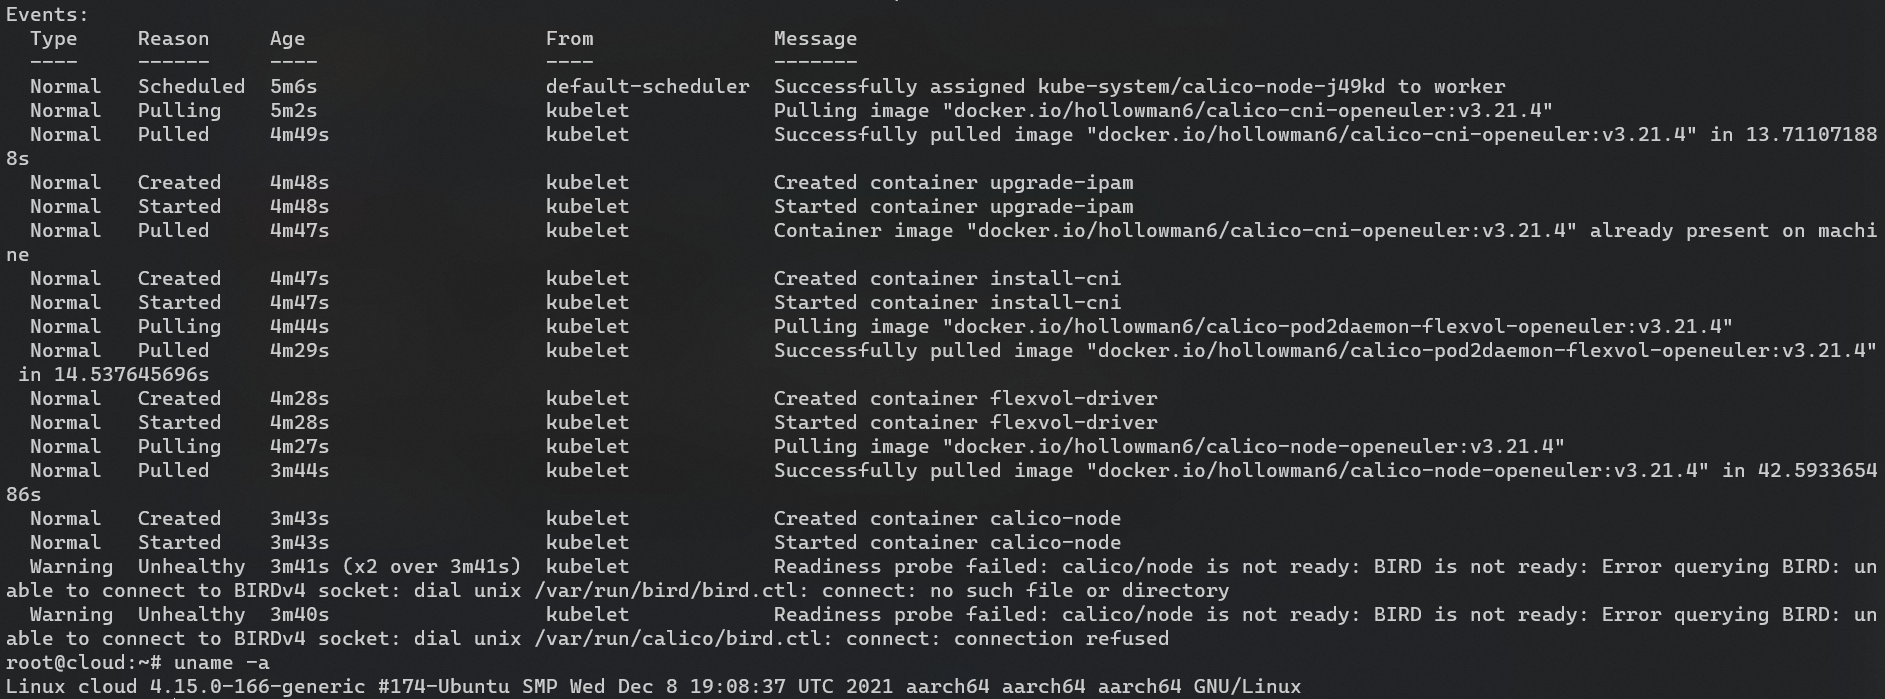 Events:
  Type     Reason     Age                    From               Message
  ----     ------     ----                   ----               -------
  Normal   Scheduled  5m6s                   default-scheduler  Successfully assigned kube-system/calico-node-j49kd to worker
  Normal   Pulling    5m2s                   kubelet            Pulling image "docker.io/hollowman6/calico-cni-openeuler:v3.21.4"
  Normal   Pulled     4m49s                  kubelet            Successfully pulled image "docker.io/hollowman6/calico-cni-openeuler:v3.21.4" in 13.71107188
8s
  Normal   Created    4m48s                  kubelet            Created container upgrade-ipam
  Normal   Started    4m48s                  kubelet            Started container upgrade-ipam
  Normal   Pulled     4m47s                  kubelet            Container image "docker.io/hollowman6/calico-cni-openeuler:v3.21.4" already present on machi
ne
  Normal   Created    4m47s                  kubelet            Created container install-cni
  Normal   Started    4m47s                  kubelet            Started container install-cni
  Normal   Pulling    4m44s                  kubelet            Pulling image "docker.io/hollowman6/calico-pod2daemon-flexvol-openeuler:v3.21.4"
  Normal   Pulled     4m29s                  kubelet            Successfully pulled image "docker.io/hollowman6/calico-pod2daemon-flexvol-openeuler:v3.21.4"
 in 14.537645696s
  Normal   Created    4m28s                  kubelet            Created container flexvol-driver
  Normal   Started    4m28s                  kubelet            Started container flexvol-driver
  Normal   Pulling    4m27s                  kubelet            Pulling image "docker.io/hollowman6/calico-node-openeuler:v3.21.4"
  Normal   Pulled     3m44s                  kubelet            Successfully pulled image "docker.io/hollowman6/calico-node-openeuler:v3.21.4" in 42.5933654
86s
  Normal   Created    3m43s                  kubelet            Created container calico-node
  Normal   Started    3m43s                  kubelet            Started container calico-node
  Warning  Unhealthy  3m41s (x2 over 3m41s)  kubelet            Readiness probe failed: calico/node is not ready: BIRD is not ready: Error querying BIRD: un
able to connect to BIRDv4 socket: dial unix /var/run/bird/bird.ctl: connect: no such file or directory
  Warning  Unhealthy  3m40s                  kubelet            Readiness probe failed: calico/node is not ready: BIRD is not ready: Error querying BIRD: un
able to connect to BIRDv4 socket: dial unix /var/run/calico/bird.ctl: connect: connection refused
root@cloud:~# uname -a
Linux cloud 4.15.0-166-generic #174-Ubuntu SMP Wed Dec 8 19:08:37 UTC 2021 aarch64 aarch64 aarch64 GNU/Linux